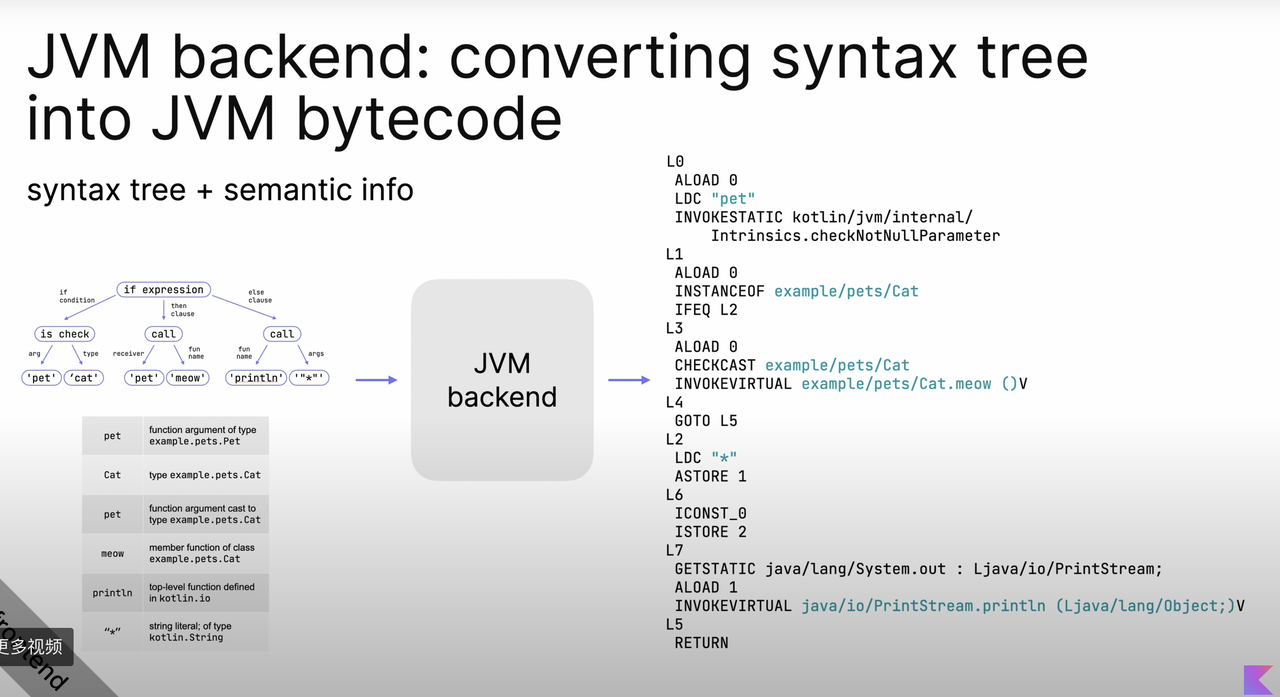 JVM backend: converting syntax tree
into JVM bytecode
syntax tree + semantic info
if expression
if
condition
then
clause
else
clause
is check
call
call
arg
type
receiver
fun
name
fun
name
args
'pet'
'cat'
'pet'
'meow'
'println'
'"*"'
pet
function argument of type
example.pets.Pet
Cat
type example.pets.Cat
pet
function argument cast to
type example.pets.Cat
meow
member function of class
example.pets.Cat
println
top-level function defined
in kotlin.io
“*”
string literal; of type
kotlin.String
JVM
backend
L0
ALOAD 0
LDC "pet"
INVOKESTATIC kotlin/jvm/internal/
Intrinsics.checkNotNullParameter
L1
ALOAD 0
INSTANCEOF example/pets/Cat
IFEQ L2
L3
ALOAD 0
CHECKCAST example/pets/Cat
INVOKEVIRTUAL example/pets/Cat.meow ()V
L4
GOTO L5
L2
LDC "*"
ASTORE 1
L6
ICONST_0
ISTORE 2
L7
GETSTATIC java/lang/System.out : Ljava/io/PrintStream;
ALOAD 1
INVOKEVIRTUAL java/io/PrintStream.println (Ljava/lang/Object;)V
L5
RETURN
更多视频